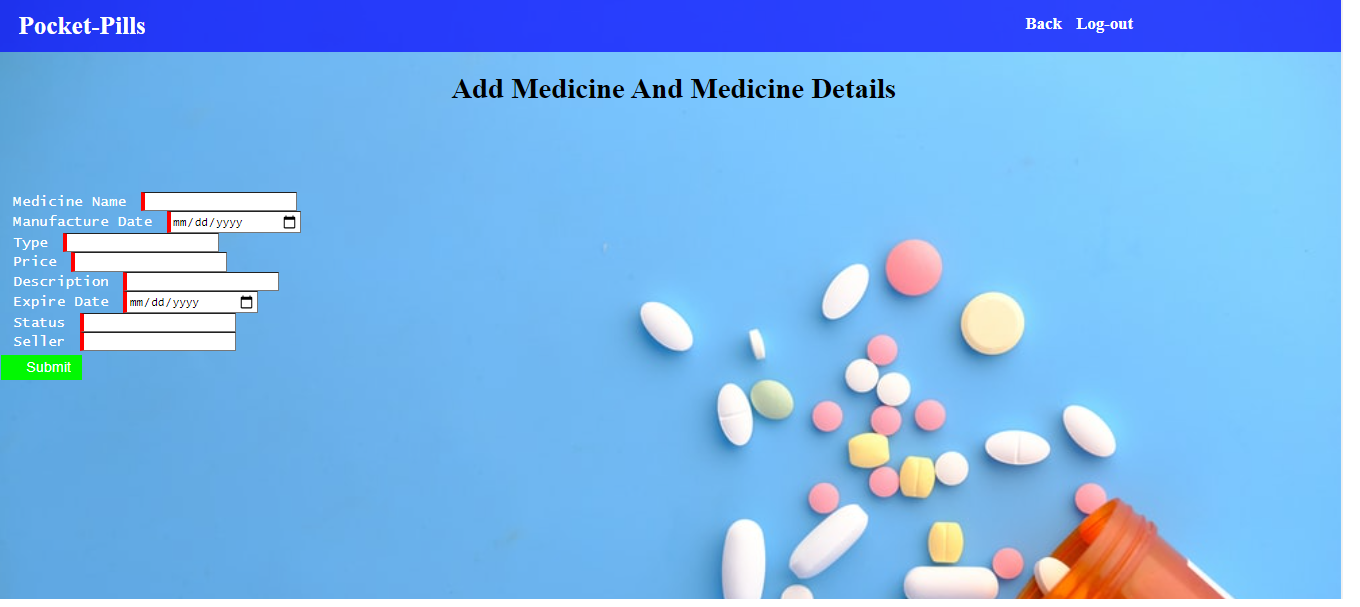 Pocket-Pills Back Log-out
Add Medicine And Medicine Details
Medicine Name
Manufacture Date mm/dd/yyyy
Type
Price
Description
Expire Date mm/dd/yyyy
Status
Seller
Submit